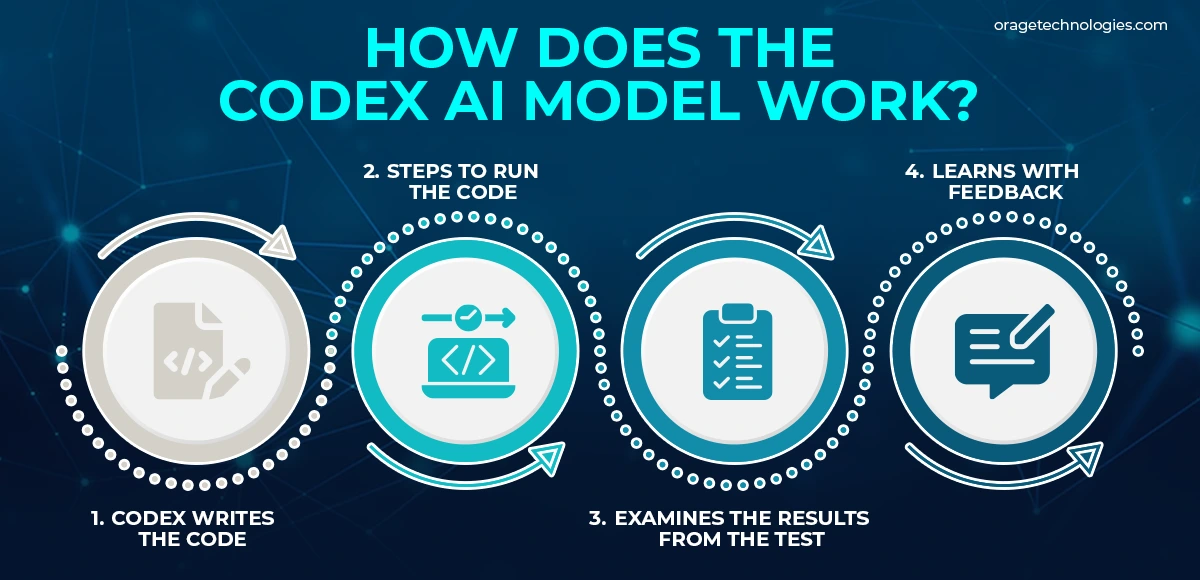 oragetechnologies.com
HOW DOES THE
CODEX AI MODEL WORK?
1. CODEX WRITES
THE CODE
2. STEPS TO RUN
THE CODE
3. EXAMINES THE RESULTS
FROM THE TEST
4. LEARNS WITH
FEEDBACK